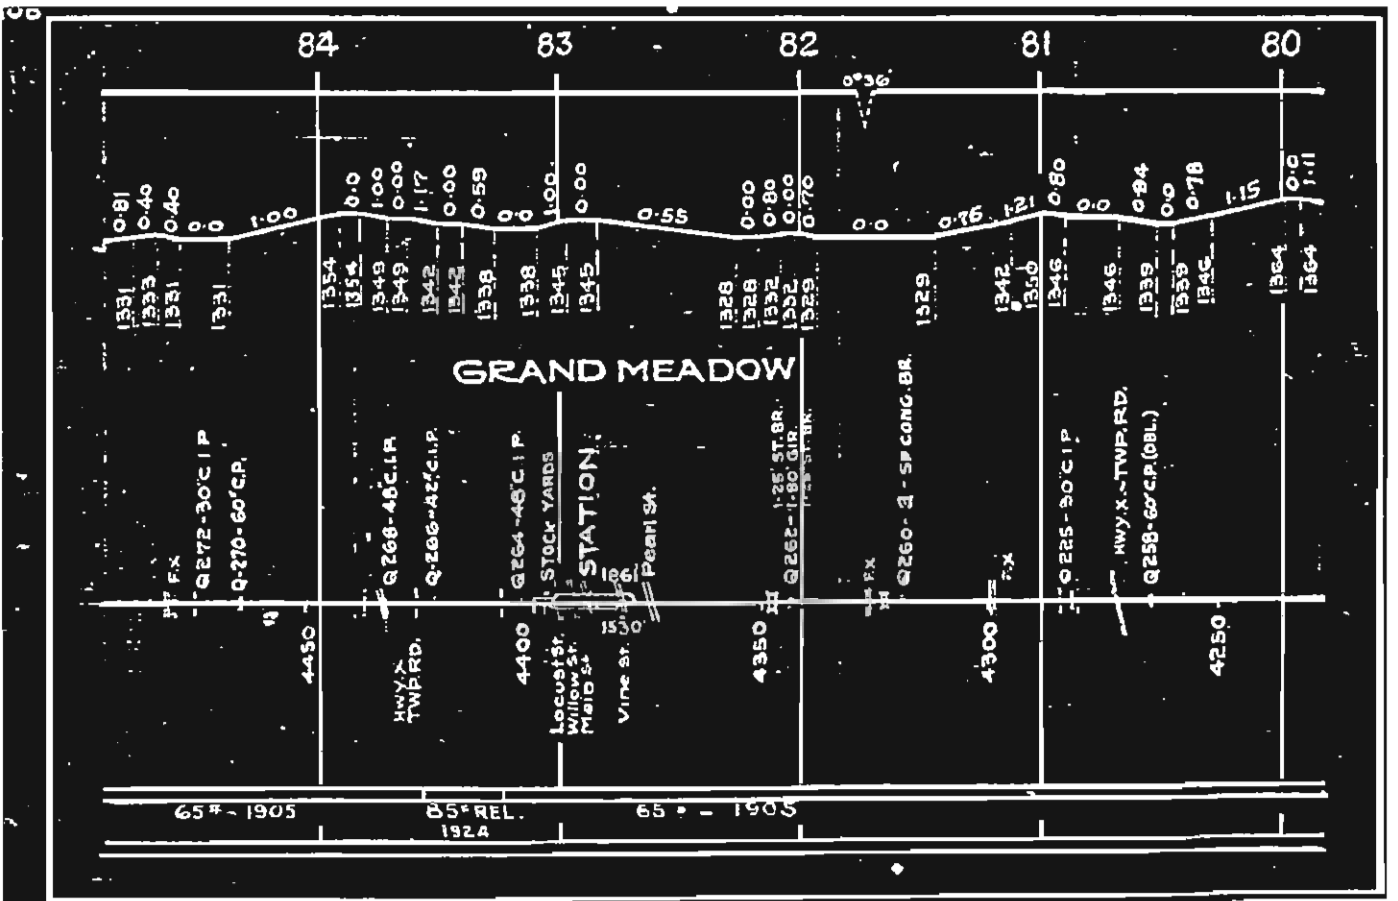 84 83 82 81 80
0°36'
0.81 0.40 0.40 0.0 1.00 0.0 1.00 0.00 1.17 0.00 0.59 0.0 1.00 0.00 0.55 0.00 0.80 0.00 0.70 0.0 0.76 1.21 0.80 0.0 0.84 0.0 0.78 1.15 0.0 1.11
1331 1333 1331 1331 1354 1354 1349 1349 1342 1342 1338 1338 1345 1345 1328 1328 1332 1332 1329 1329 1342 1350 1346 1346 1339 1339 1346 1364 1364
GRAND MEADOW
F.X
Q272-30"C.I.P
Q-270-60"C.P.
Q268-48"C.I.P.
Q-266-42"C.I.P.
Q264-48"C.I.P.
STOCK YARDS
STATION
1861'
Pearl St.
1-25' ST. BR.
Q262-1-80' GIR.
F.X
SP CONC. BR.
F.X
Q225-30"C.I.P
HWY.X.~TWP.RD.
Q258-60"C.P.(DBL.)
4450
HWY.X
TWP.RD.
4400
1530'
Locust St.
Willow St.
Main St
Vine St.
4350
4300
4250
65#-1905 85# REL. 65# - 1905
1924